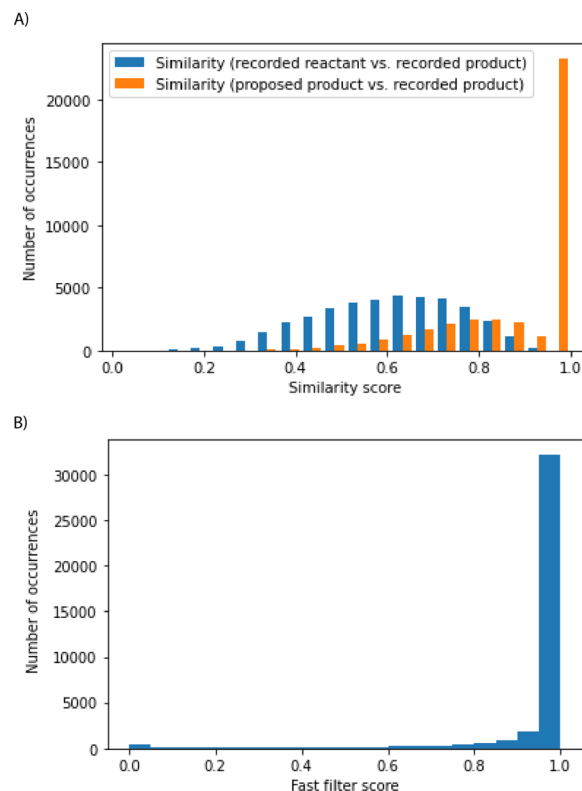 A)
Similarity (recorded reactant vs. recorded product)
Similarity (proposed product vs. recorded product)
Number of occurrences
20000
15000
10000
5000
0
0.0 0.2 0.4 0.6 0.8 1.0
Similarity score
B)
Number of occurrences
30000
25000
20000
15000
10000
5000
0
0.0 0.2 0.4 0.6 0.8 1.0
Fast filter score